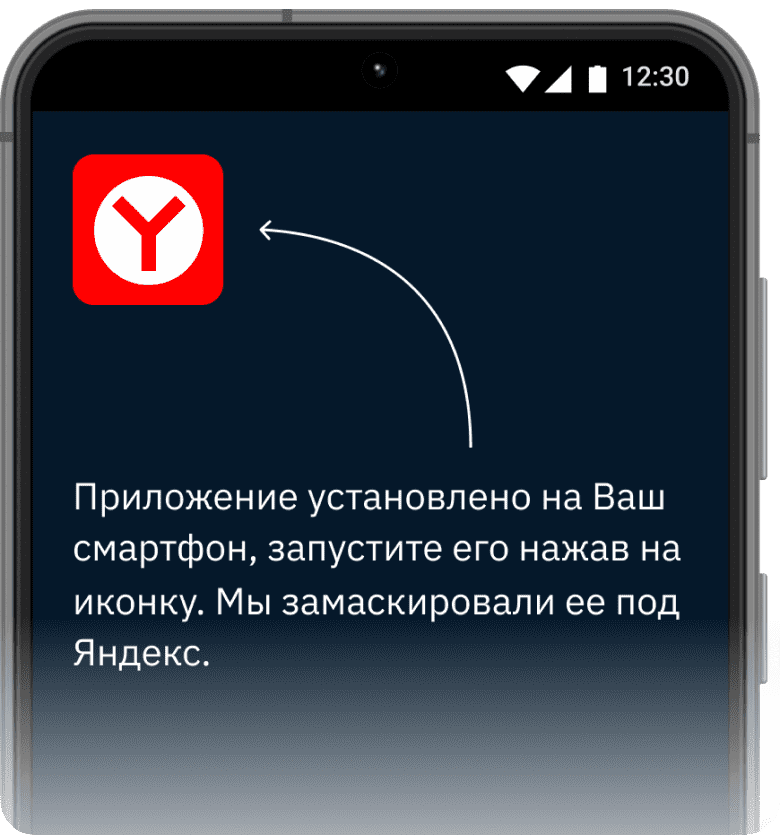 12:30
Приложение установлено на Ваш
смартфон, запустите его нажав на
иконку. Мы замаскировали ее под
Яндекс.